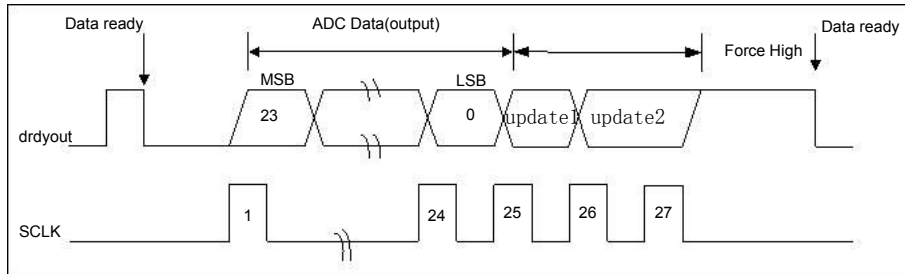 Data ready
ADC Data(output)
Force High
Data ready
MSB
LSB
drdyout
23
0
update1
update2
SCLK
1
24
25
26
27